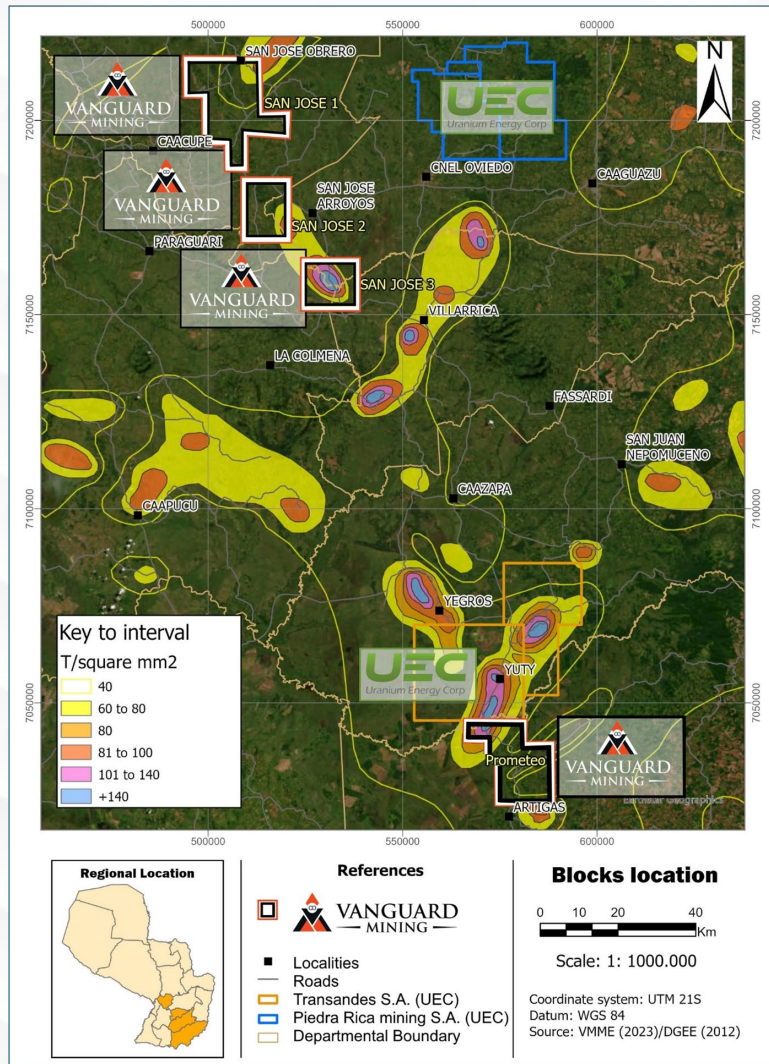 500000
550000
600000
7200000
7150000
7100000
7050000
7200000
7150000
7100000
7050000
SAN JOSE OBRERO
N
VANGUARD
MINING
SAN JOSE 1
UEC
Uranium Energy Corp
CAACUPE
VANGUARD
MINING
CNEL OVIEDO
CAAGUAZU
SAN JOSE
ARROYOS
SAN JOSE 2
PARAGUARI
VANGUARD
MINING
SAN JOSE 3
VILLARRICA
LA COLMENA
FASSARDI
SAN JUAN
NEPOMUCENO
CAAZAPA
CAAPUCU
YEGROS
UEC
Uranium Energy Corp
YUTY
Prometeo
VANGUARD
MINING
ARTIGAS
Earthstar Geographics
Key to interval
T/square mm2
40
60 to 80
80
81 to 100
101 to 140
+140
500000
550000
600000
Regional Location
References
VANGUARD
MINING
Localities
Roads
Transandes S.A. (UEC)
Piedra Rica mining S.A. (UEC)
Departmental Boundary
Blocks location
0 10 20 40
Km
Scale: 1: 1000.000
Coordinate system: UTM 21S
Datum: WGS 84
Source: VMME (2023)/DGEE (2012)